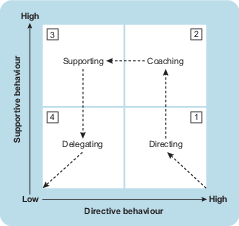 High
3
2
Supporting
Coaching
Supportive behaviour
4
1
Delegating
Directing
Low
High
Directive behaviour